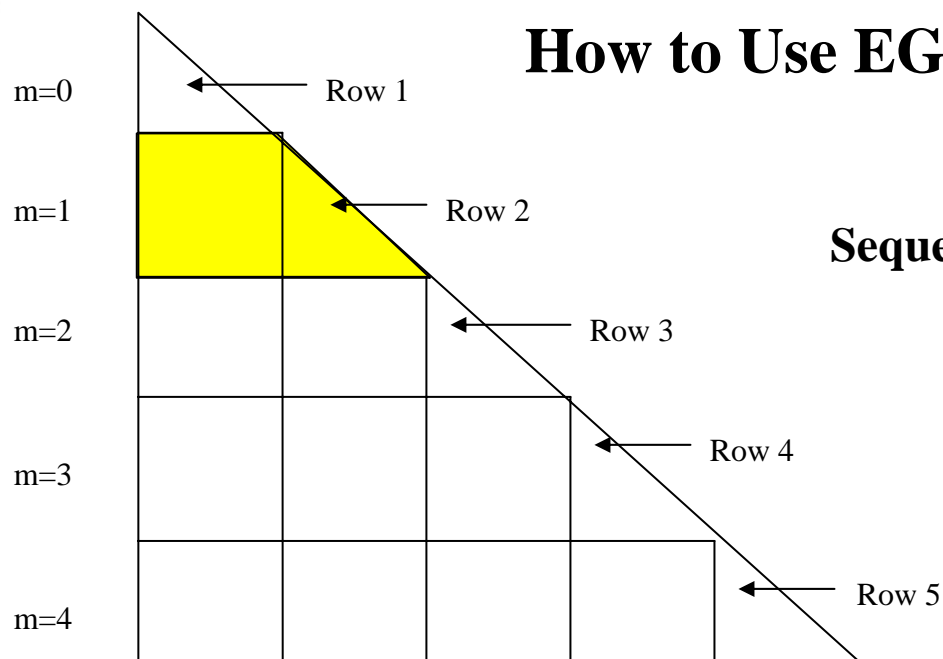 How to Use EG
m=0
Row 1
m=1
Row 2
Seque
m=2
Row 3
m=3
Row 4
m=4
Row 5